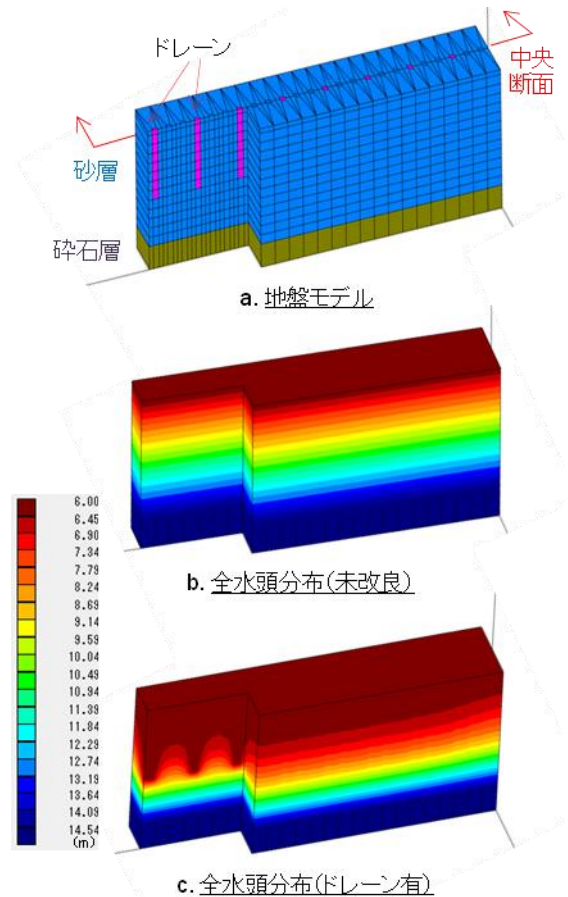 ドレーン
中央
断面
砂層
砕石層
a. 地盤モデル
b. 全水頭分布(未改良)
6.00
6.45
6.90
7.34
7.79
8.24
8.69
9.14
9.59
10.04
10.49
10.94
11.39
11.84
12.29
12.74
13.19
13.64
14.09
14.54
(m)
c. 全水頭分布(ドレーン有)